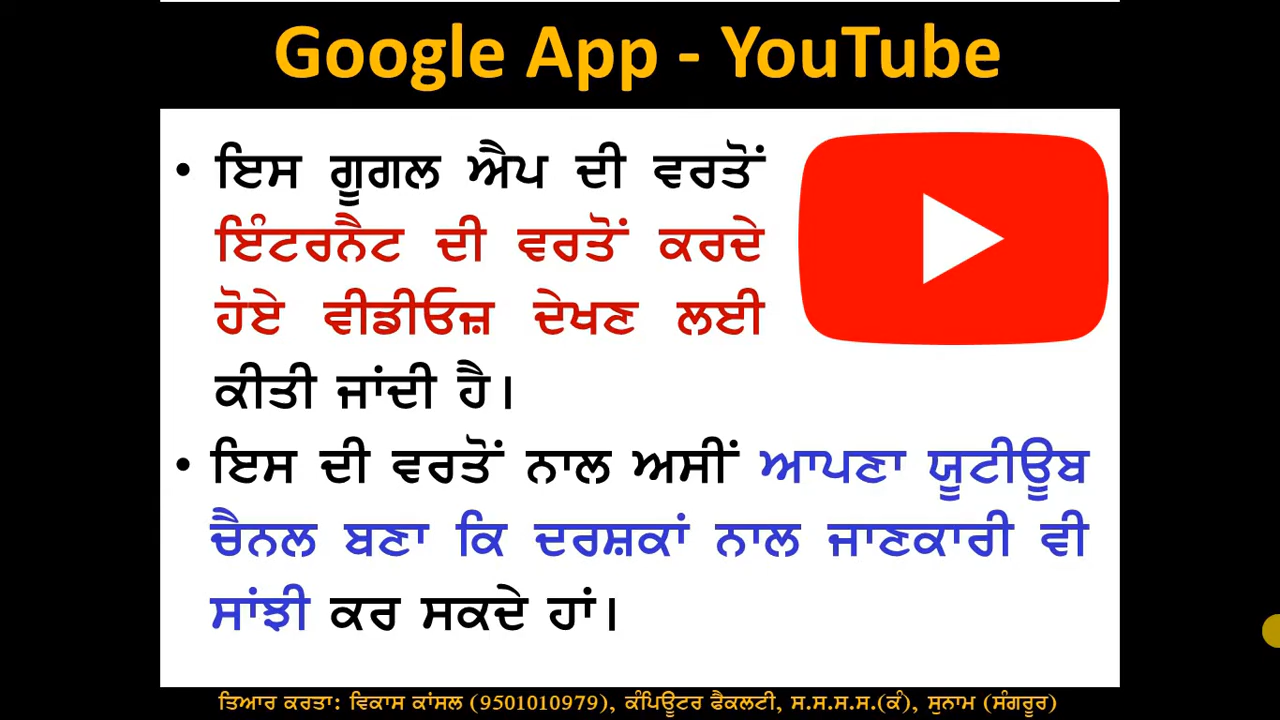 Google App - YouTube
• ਇਸ ਗੂਗਲ ਐਪ ਦੀ ਵਰਤੋਂ
ਇੰਟਰਨੈਟ ਦੀ ਵਰਤੋਂ ਕਰਦੇ
ਹੋਏ ਵੀਡੀਓਜ਼ ਦੇਖਣ ਲਈ
ਕੀਤੀ ਜਾਂਦੀ ਹੈ।
• ਇਸ ਦੀ ਵਰਤੋਂ ਨਾਲ ਅਸੀਂ ਆਪਣਾ ਯੂਟੀਊਬ
ਚੈਨਲ ਬਣਾ ਕਿ ਦਰਸ਼ਕਾਂ ਨਾਲ ਜਾਣਕਾਰੀ ਵੀ
ਸਾਂਝੀ ਕਰ ਸਕਦੇ ਹਾਂ।
ਤਿਆਰ ਕਰਤਾ: ਵਿਕਾਸ ਕਾਂਸਲ (9501010979), ਕੰਪਿਊਟਰ ਫੈਕਲਟੀ, ਸ.ਸ.ਸ.ਸ.(ਕੰ), ਸੁਨਾਮ (ਸੰਗਰੂਰ)